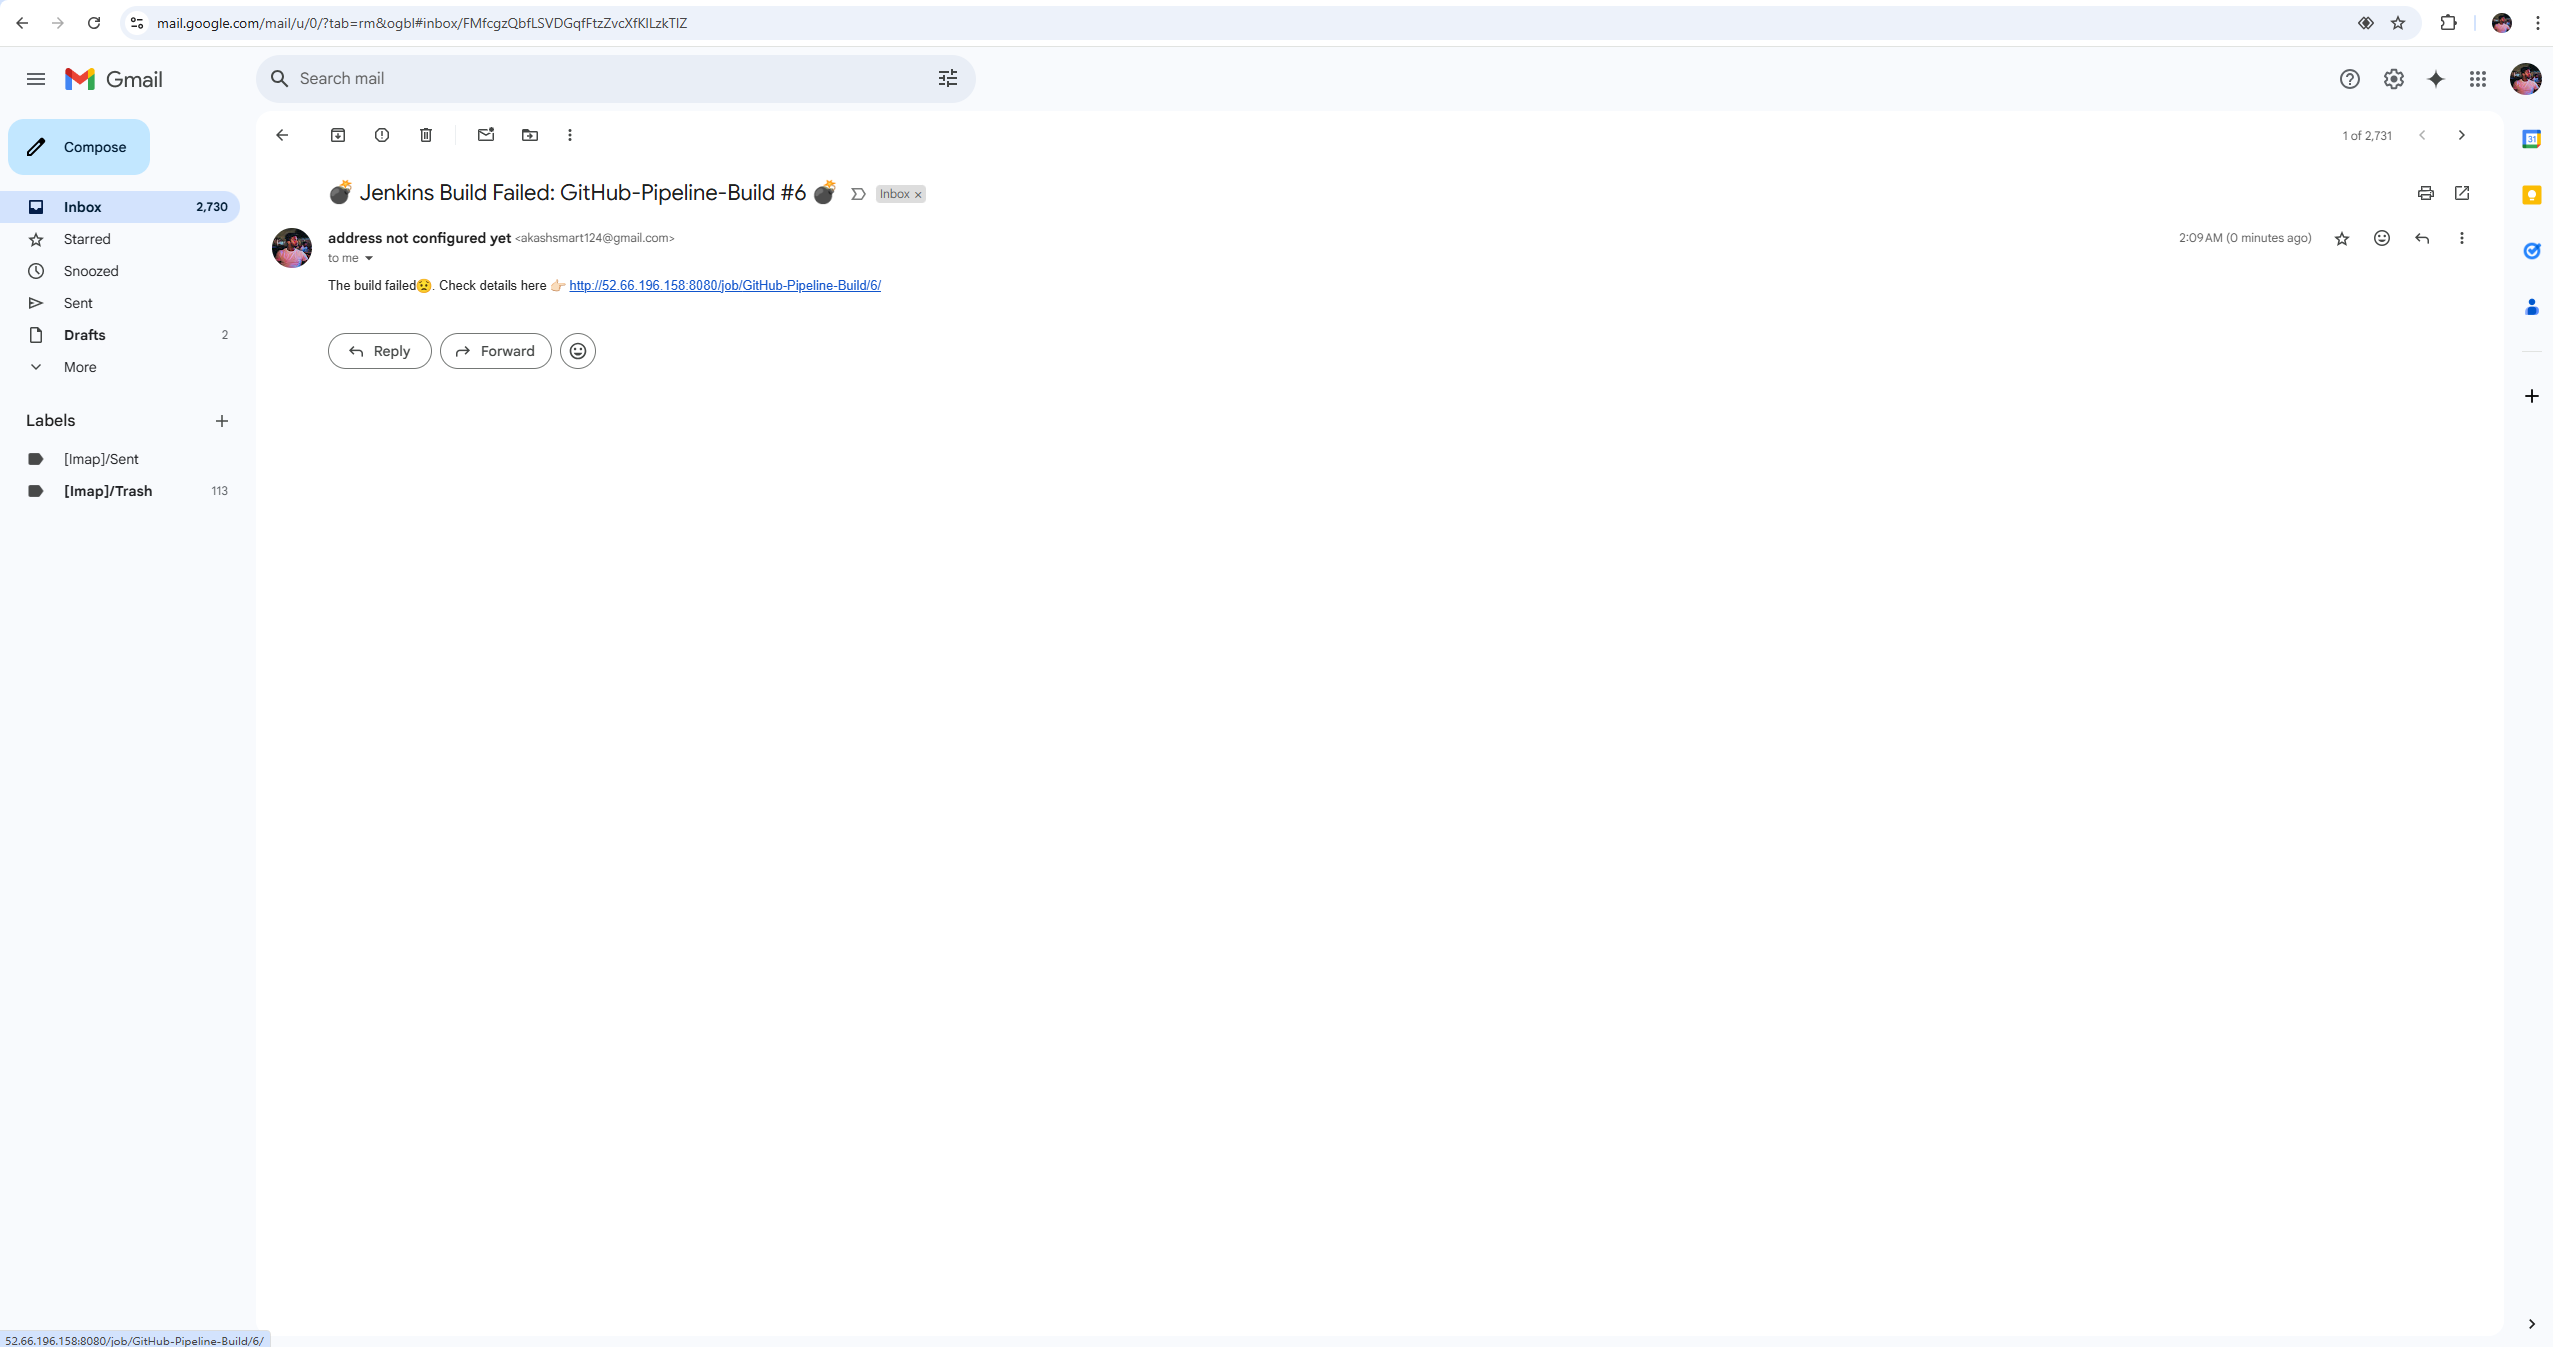 mail.google.com/mail/u/0/?tab=rm&ogbl#inbox/FMfcgzQbfLSVDGqfFtzZvcXfKlLzkTlZ
Gmail
Search mail
Compose
1 of 2,731
31
💣 Jenkins Build Failed: GitHub-Pipeline-Build #6 💣 Inbox ×
Inbox 2,730
Starred
Snoozed
Sent
Drafts 2
More
address not configured yet <akashsmart124@gmail.com>
2:09 AM (0 minutes ago)
to me
The build failed😟. Check details here 👉🏻 http://52.66.196.158:8080/job/GitHub-Pipeline-Build/6/
Reply
Forward
Labels
[Imap]/Sent
[Imap]/Trash 113
52.66.196.158:8080/job/GitHub-Pipeline-Build/6/